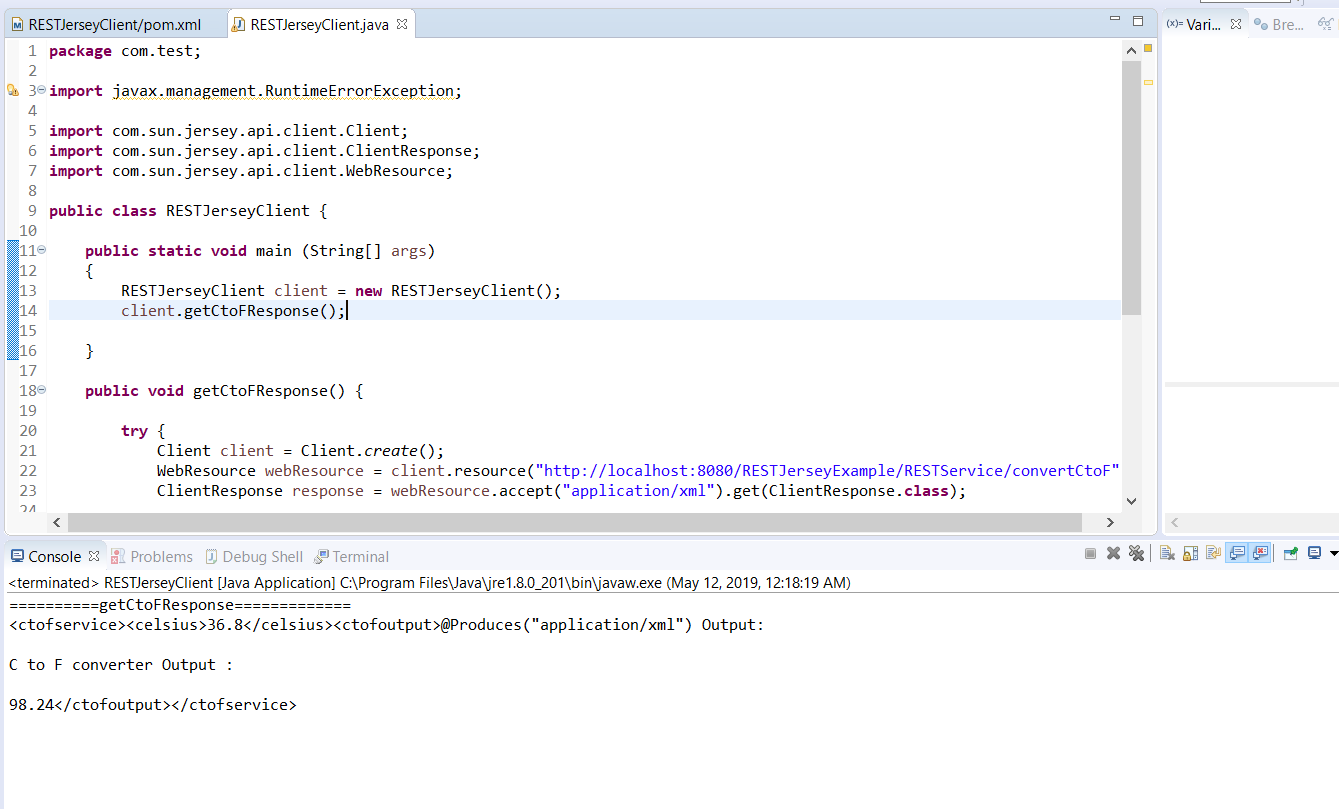 RESTJerseyClient/pom.xml RESTJerseyClient.java
(x)= Vari... Bre...
1 package com.test;
2
3 import javax.management.RuntimeErrorException;
4
5 import com.sun.jersey.api.client.Client;
6 import com.sun.jersey.api.client.ClientResponse;
7 import com.sun.jersey.api.client.WebResource;
8
9 public class RESTJerseyClient {
10
11 public static void main (String[] args)
12 {
13 RESTJerseyClient client = new RESTJerseyClient();
14 client.getCtoFResponse();
15
16 }
17
18 public void getCtoFResponse() {
19
20 try {
21 Client client = Client.create();
22 WebResource webResource = client.resource("http://localhost:8080/RESTJerseyExample/RESTService/convertCtoF"
23 ClientResponse response = webResource.accept("application/xml").get(ClientResponse.class);
24
Console Problems Debug Shell Terminal
<terminated> RESTJerseyClient [Java Application] C:\Program Files\Java\jre1.8.0_201\bin\javaw.exe (May 12, 2019, 12:18:19 AM)
==========getCtoFResponse=============
<ctofservice><celsius>36.8</celsius><ctofoutput>@Produces("application/xml") Output:
C to F converter Output :
98.24</ctofoutput></ctofservice>